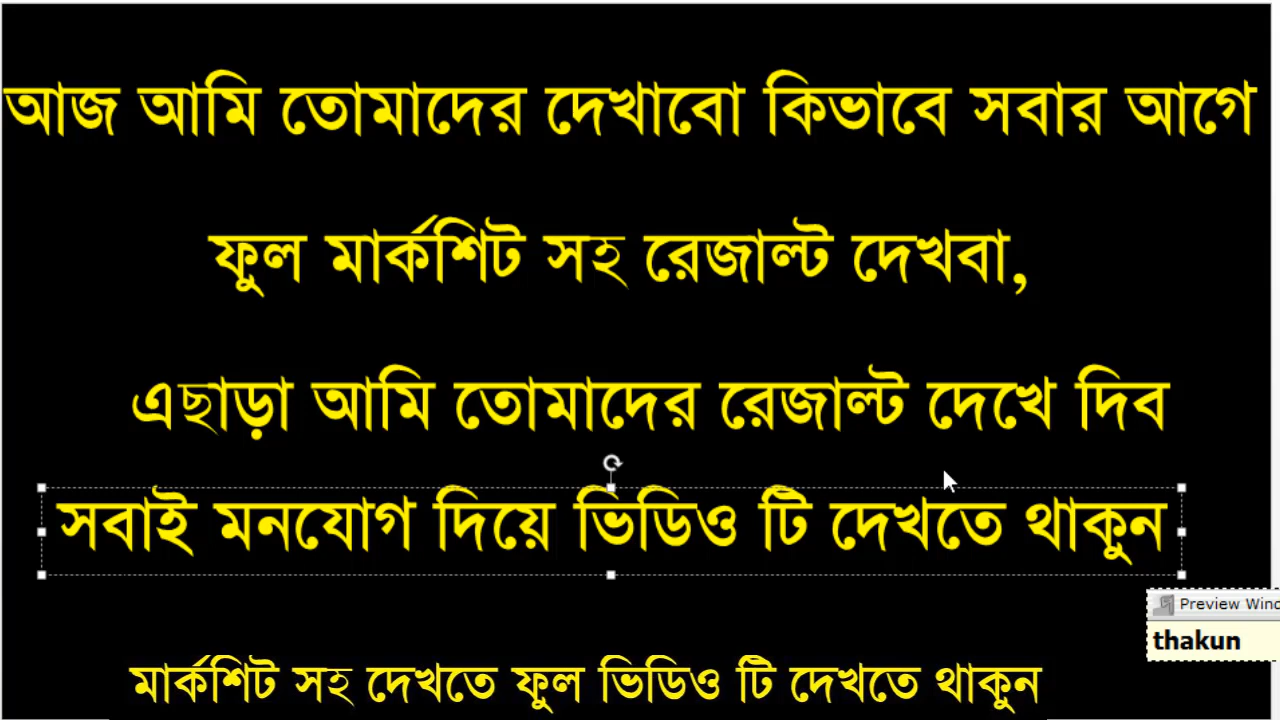 আজ আমি তোমাদের দেখাবো কিভাবে সবার আগে
ফুল মার্কশিট সহ রেজাল্ট দেখবা,
এছাড়া আমি তোমাদের রেজাল্ট দেখে দিব
সবাই মনযোগ দিয়ে ভিডিও টি দেখতে থাকুন
Preview Wind
thakun
মার্কশিট সহ দেখতে ফুল ভিডিও টি দেখতে থাকুন